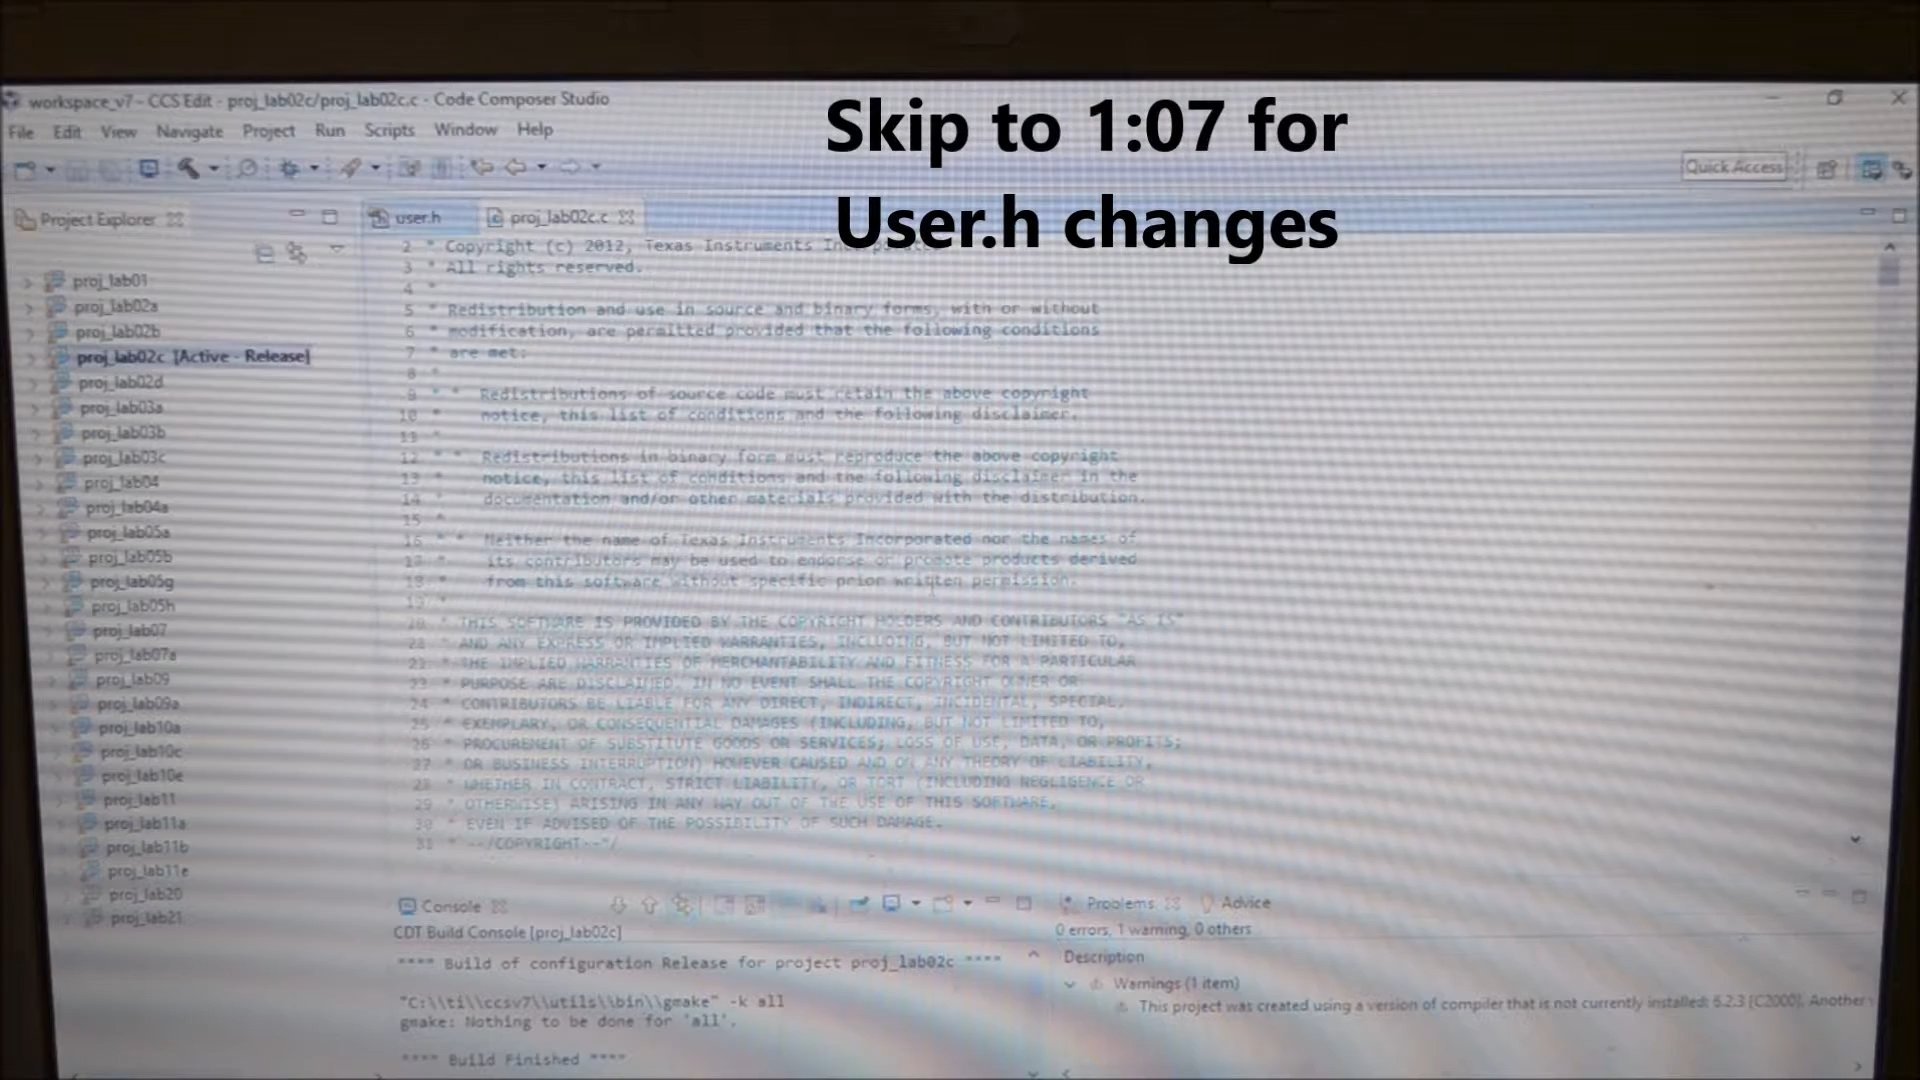 workspace_v7 - CCS Edit - proj_lab02c/proj_lab02c.c - Code Composer Studio
Skip to 1:07 for
User.h changes
File Edit View Navigate Project Run Scripts Window Help
Quick Access
Project Explorer
user.h
proj_lab02c.c
proj_lab01
proj_lab02a
proj_lab02b
proj_lab02c [Active - Release]
proj_lab02d
proj_lab03a
proj_lab03b
proj_lab03c
proj_lab04
proj_lab04a
proj_lab05a
proj_lab05b
proj_lab05g
proj_lab05h
proj_lab07
proj_lab07a
proj_lab09
proj_lab09a
proj_lab10a
proj_lab10c
proj_lab10e
proj_lab11
proj_lab11a
proj_lab11b
proj_lab11e
proj_lab20
proj_lab21
2 * Copyright (c) 2012, Texas Instruments
3 * All rights reserved.
4 *
5 * Redistribution and use in source and binary forms, with or without
6 * modification, are permitted provided that the following conditions
7 * are met:
8 *
9 * * Redistributions of source code must retain the above copyright
10 notice, this list of conditions and the following disclaimer.
11 *
12 * * Redistributions in binary form must reproduce the above copyright
13 * notice, this list of conditions and the following disclaimer in the
14 * documentation and/or other materials provided with the distribution.
15 *
16 * * Neither the name of Texas Instruments Incorporated nor the names of
17 * its contributors may be used to endorse or promote products derived
18 * from this software without specific prior written permission.
19 *
20 * THIS SOFTWARE IS PROVIDED BY THE COPYRIGHT HOLDERS AND CONTRIBUTORS "AS IS"
21 * AND ANY EXPRESS OR IMPLIED WARRANTIES, INCLUDING, BUT NOT LIMITED TO,
22 * THE IMPLIED WARRANTIES OF MERCHANTABILITY AND FITNESS FOR A PARTICULAR
23 * PURPOSE ARE DISCLAIMED. IN NO EVENT SHALL THE COPYRIGHT OWNER OR
24 * CONTRIBUTORS BE LIABLE FOR ANY DIRECT, INDIRECT, INCIDENTAL, SPECIAL,
25 * EXEMPLARY, OR CONSEQUENTIAL DAMAGES (INCLUDING, BUT NOT LIMITED TO,
26 * PROCUREMENT OF SUBSTITUTE GOODS OR SERVICES; LOSS OF USE, DATA, OR PROFITS;
27 * OR BUSINESS INTERRUPTION) HOWEVER CAUSED AND ON ANY THEORY OF LIABILITY,
28 * WHETHER IN CONTRACT, STRICT LIABILITY, OR TORT (INCLUDING NEGLIGENCE OR
29 * OTHERWISE) ARISING IN ANY WAY OUT OF THE USE OF THIS SOFTWARE,
30 * EVEN IF ADVISED OF THE POSSIBILITY OF SUCH DAMAGE.
31 * --/COPYRIGHT--*/
Console
CDT Build Console [proj_lab02c]
**** Build of configuration Release for project proj_lab02c ****
"C:\\ti\\ccsv7\\utils\\bin\\gmake" -k all
gmake: Nothing to be done for 'all'.
**** Build Finished ****
Problems
Advice
0 errors, 1 warning, 0 others
Description
Warnings (1 item)
This project was created using a version of compiler that is not currently installed: 6.2.3 [C2000]. Another